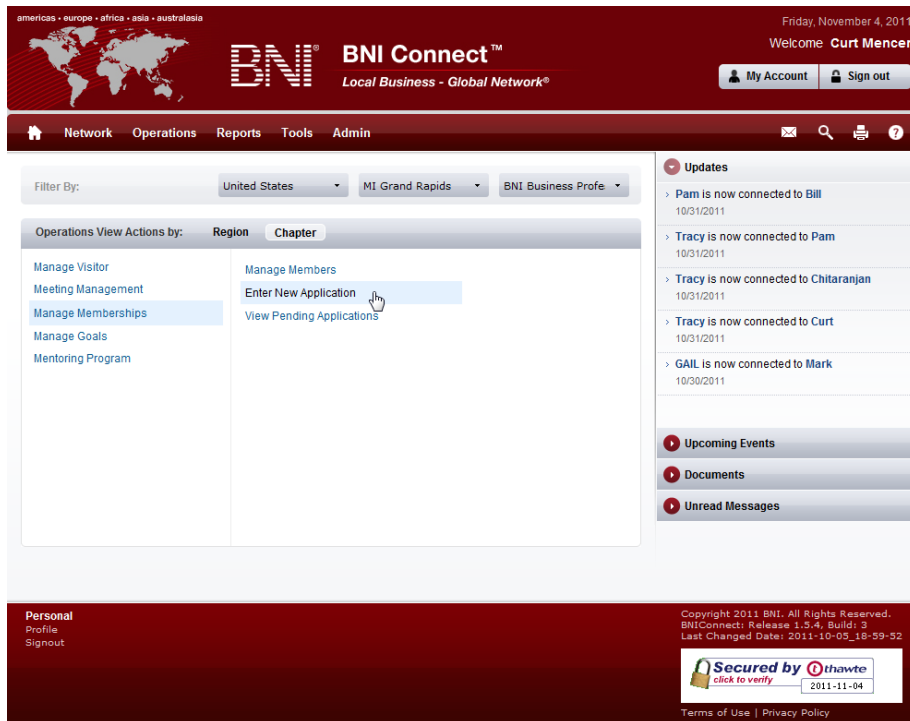 americas • europe • africa • asia • australasia
Friday, November 4, 2011
Welcome Curt Mencer
BNI®
BNI Connect™
Local Business - Global Network®
My Account
Sign out
Network Operations Reports Tools Admin
Filter By:
United States
MI Grand Rapids
BNI Business Profe
Operations View Actions by: Region Chapter
Manage Visitor
Meeting Management
Manage Memberships
Manage Goals
Mentoring Program
Manage Members
Enter New Application
View Pending Applications
Updates
Pam is now connected to Bill
10/31/2011
Tracy is now connected to Pam
10/31/2011
Tracy is now connected to Chitaranjan
10/31/2011
Tracy is now connected to Curt
10/31/2011
GAIL is now connected to Mark
10/30/2011
Upcoming Events
Documents
Unread Messages
Personal
Profile
Signout
Copyright 2011 BNI. All Rights Reserved.
BNIConnect: Release 1.5.4, Build: 3
Last Changed Date: 2011-10-05_18-59-52
Secured by thawte
click to verify
2011-11-04
Terms of Use | Privacy Policy